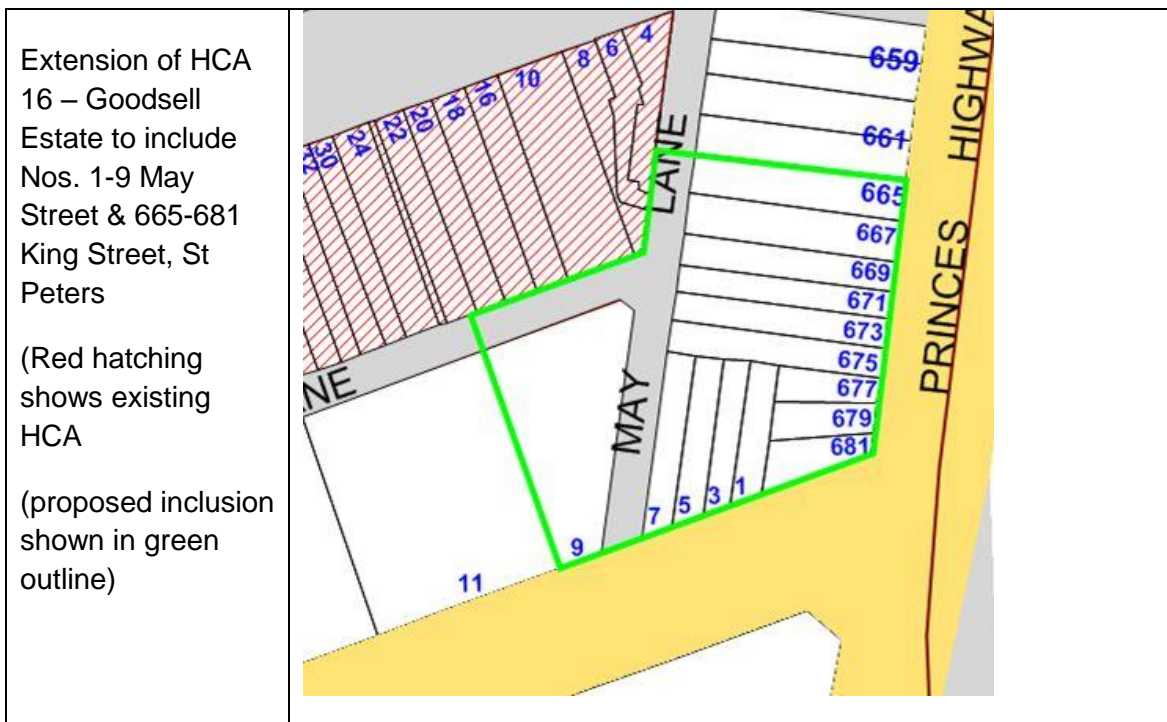 Extension of HCA
16 – Goodsell
Estate to include
Nos. 1-9 May
Street & 665-681
King Street, St
Peters
(Red hatching
shows existing
HCA
(proposed inclusion
shown in green
outline)
4
6
8
10
16
18
20
22
24
30
659
661
665
667
669
671
673
675
677
679
681
1
3
5
7
9
11
LANE
MAY
NE
PRINCES HIGHWA